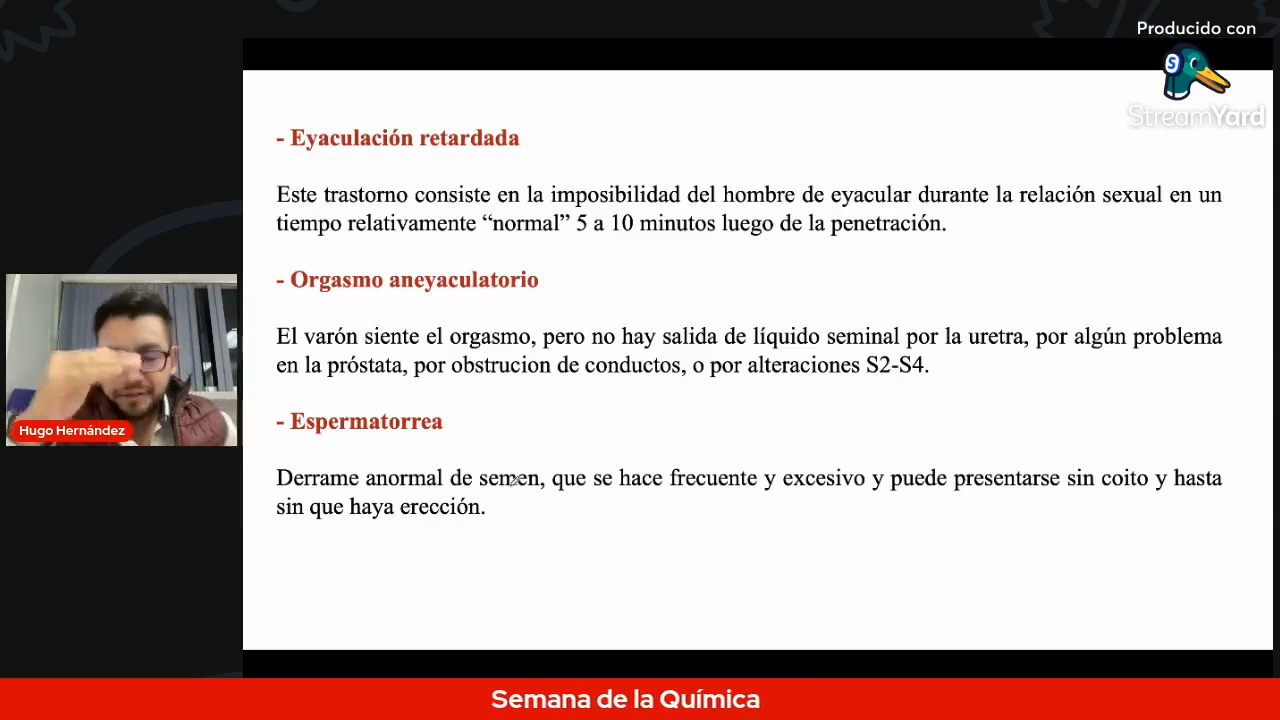 Producido con
S
StreamYard
- Eyaculación retardada
Este trastorno consiste en la imposibilidad del hombre de eyacular durante la relación sexual en un
tiempo relativamente “normal” 5 a 10 minutos luego de la penetración.
- Orgasmo aneyaculatorio
El varón siente el orgasmo, pero no hay salida de líquido seminal por la uretra, por algún problema
en la próstata, por obstrucion de conductos, o por alteraciones S2-S4.
- Espermatorrea
Derrame anormal de semen, que se hace frecuente y excesivo y puede presentarse sin coito y hasta
sin que haya erección.
Hugo Hernández
Semana de la Química